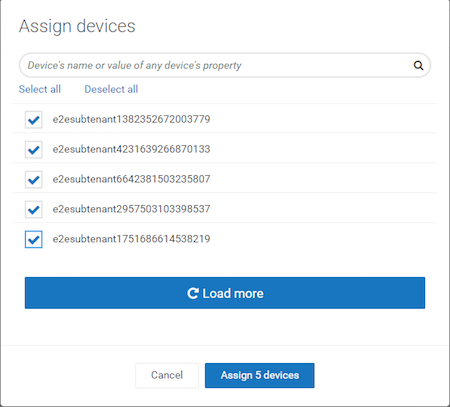 Assign devices
Device's name or value of any device's property
Select all Deselect all
e2esubtenant1382352672003779
e2esubtenant4231639266870133
e2esubtenant6642381503235807
e2esubtenant2957503103398537
e2esubtenant1751686614538219
Load more
Cancel Assign 5 devices